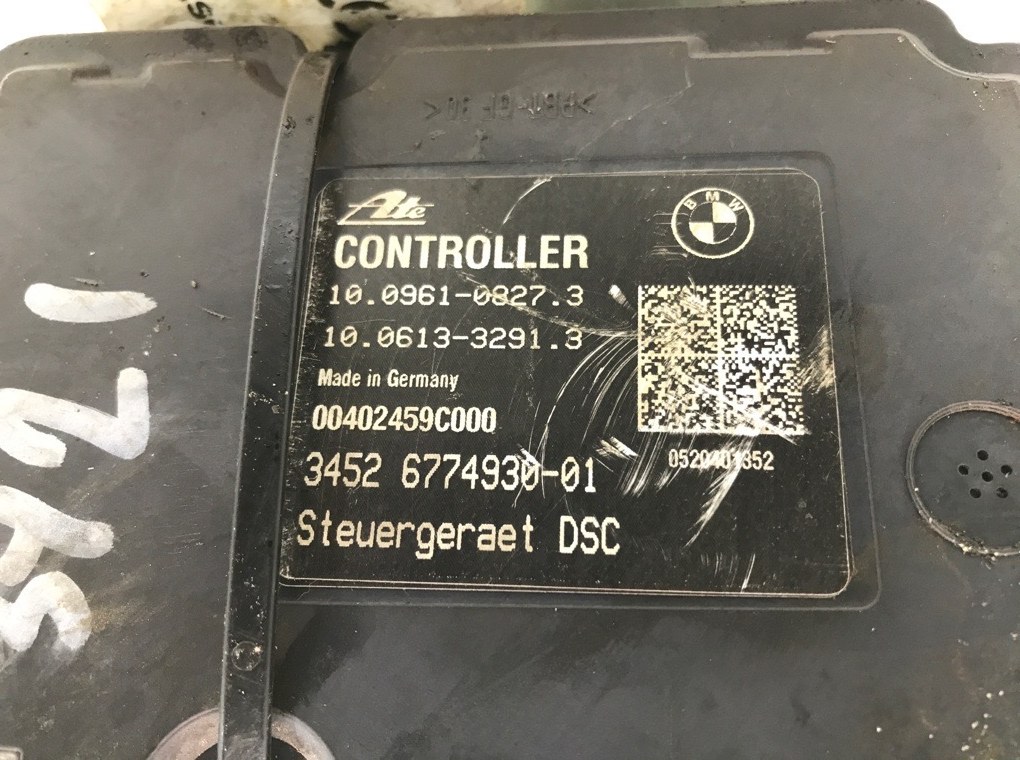 Ate
BMW
CONTROLLER
10.0961-0827.3
10.0613-3291.3
Made in Germany
00402459C000
0520401352
3452 6774930-01
Steuergeraet DSC